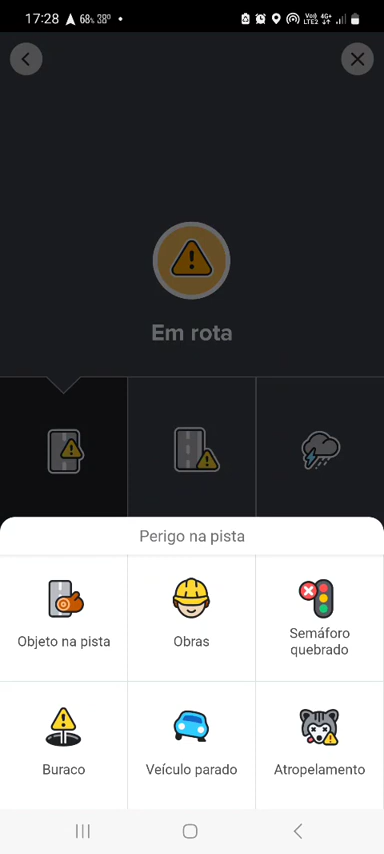 17:28 68% 38°
Vo)) 4G+
LTE2
Em rota
Perigo na pista
Objeto na pista
Obras
Semáforo
quebrado
Buraco
Veículo parado
Atropelamento